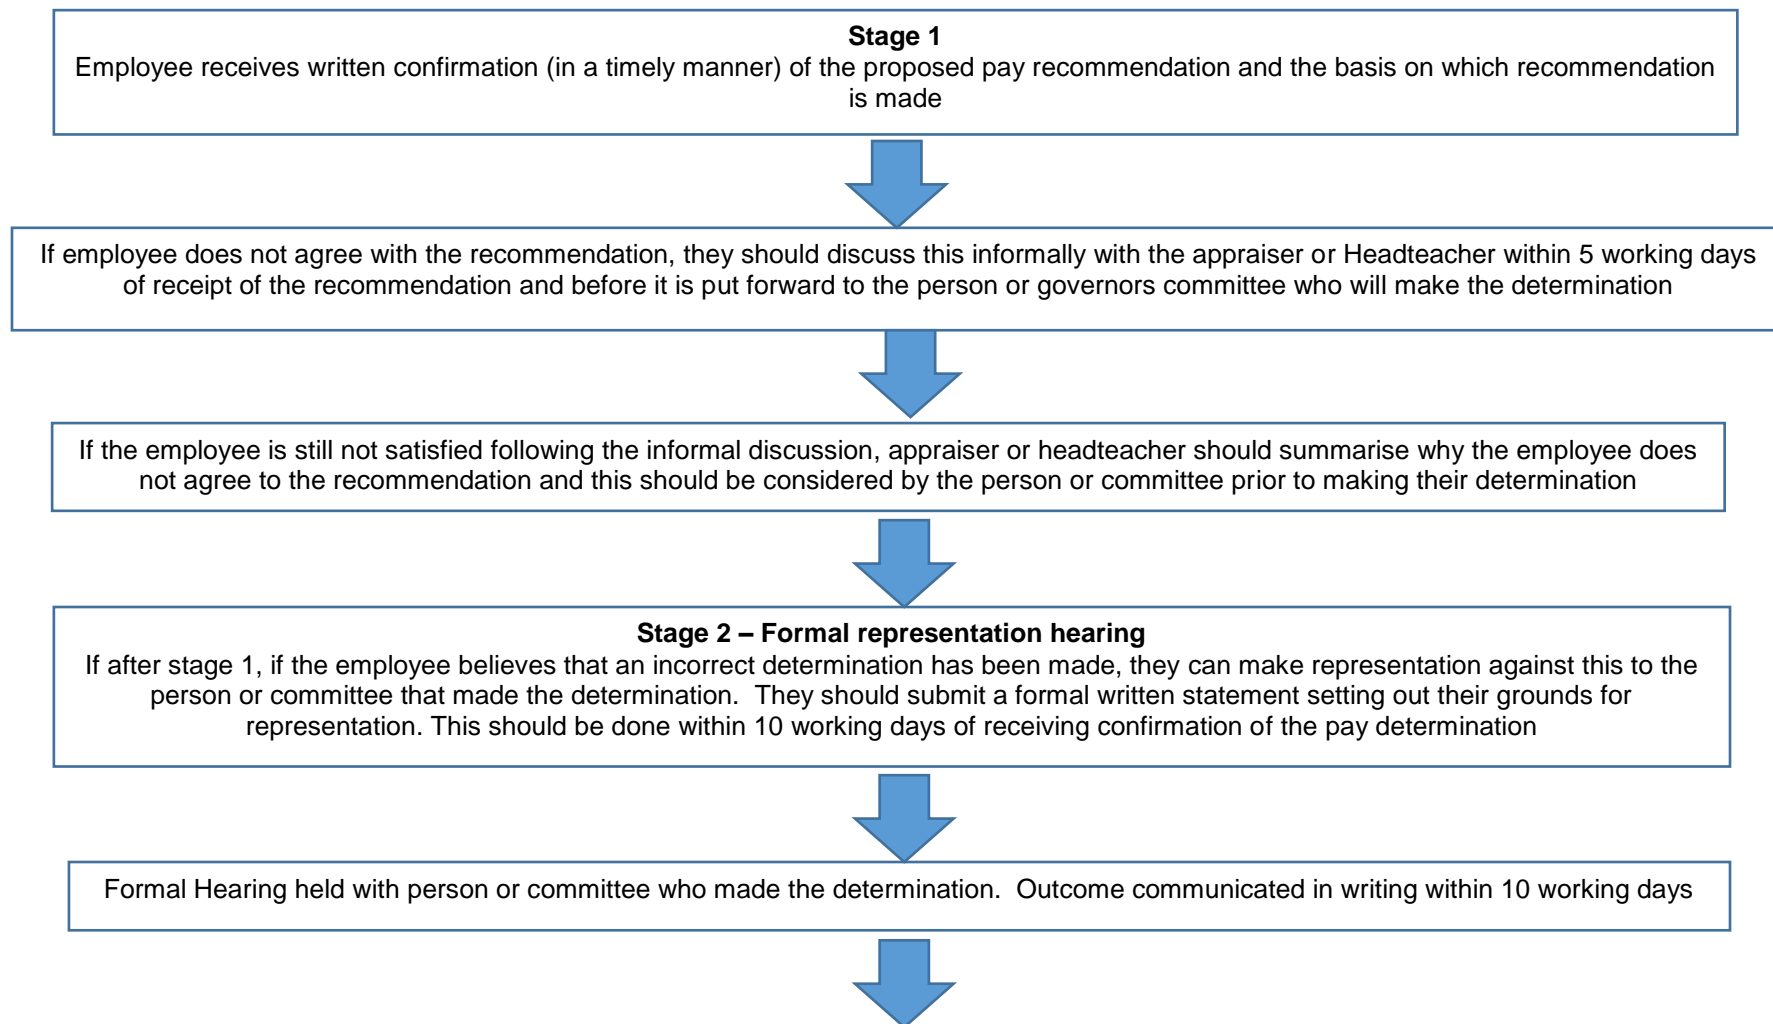 Stage 1
Employee receives written confirmation (in a timely manner) of the proposed pay recommendation and the basis on which recommendation
is made
If employee does not agree with the recommendation, they should discuss this informally with the appraiser or Headteacher within 5 working days
of receipt of the recommendation and before it is put forward to the person or governors committee who will make the determination
If the employee is still not satisfied following the informal discussion, appraiser or headteacher should summarise why the employee does
not agree to the recommendation and this should be considered by the person or committee prior to making their determination
Stage 2 – Formal representation hearing
If after stage 1, if the employee believes that an incorrect determination has been made, they can make representation against this to the
person or committee that made the determination.  They should submit a formal written statement setting out their grounds for
representation. This should be done within 10 working days of receiving confirmation of the pay determination
Formal Hearing held with person or committee who made the determination.  Outcome communicated in writing within 10 working days